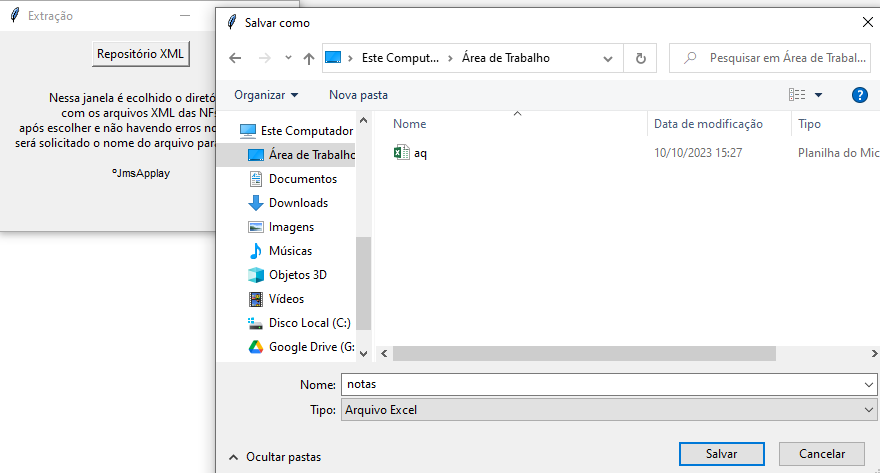 Extração
Repositório XML
Nessa janela é ecolhido o diretó
com os arquivos XML das NFs
após escolher e não havendo erros no
será solicitado o nome do arquivo para
°JmsApplay
Salvar como
Este Comput...
Área de Trabalho
Pesquisar em Área de Trabal...
Organizar
Nova pasta
Este Computador
Área de Trabalho
Documentos
Downloads
Imagens
Músicas
Objetos 3D
Vídeos
Disco Local (C:)
Google Drive (G:
Nome
Data de modificação
Tipo
aq
10/10/2023 15:27
Planilha do Mic
Nome: notas
Tipo: Arquivo Excel
Ocultar pastas
Salvar
Cancelar